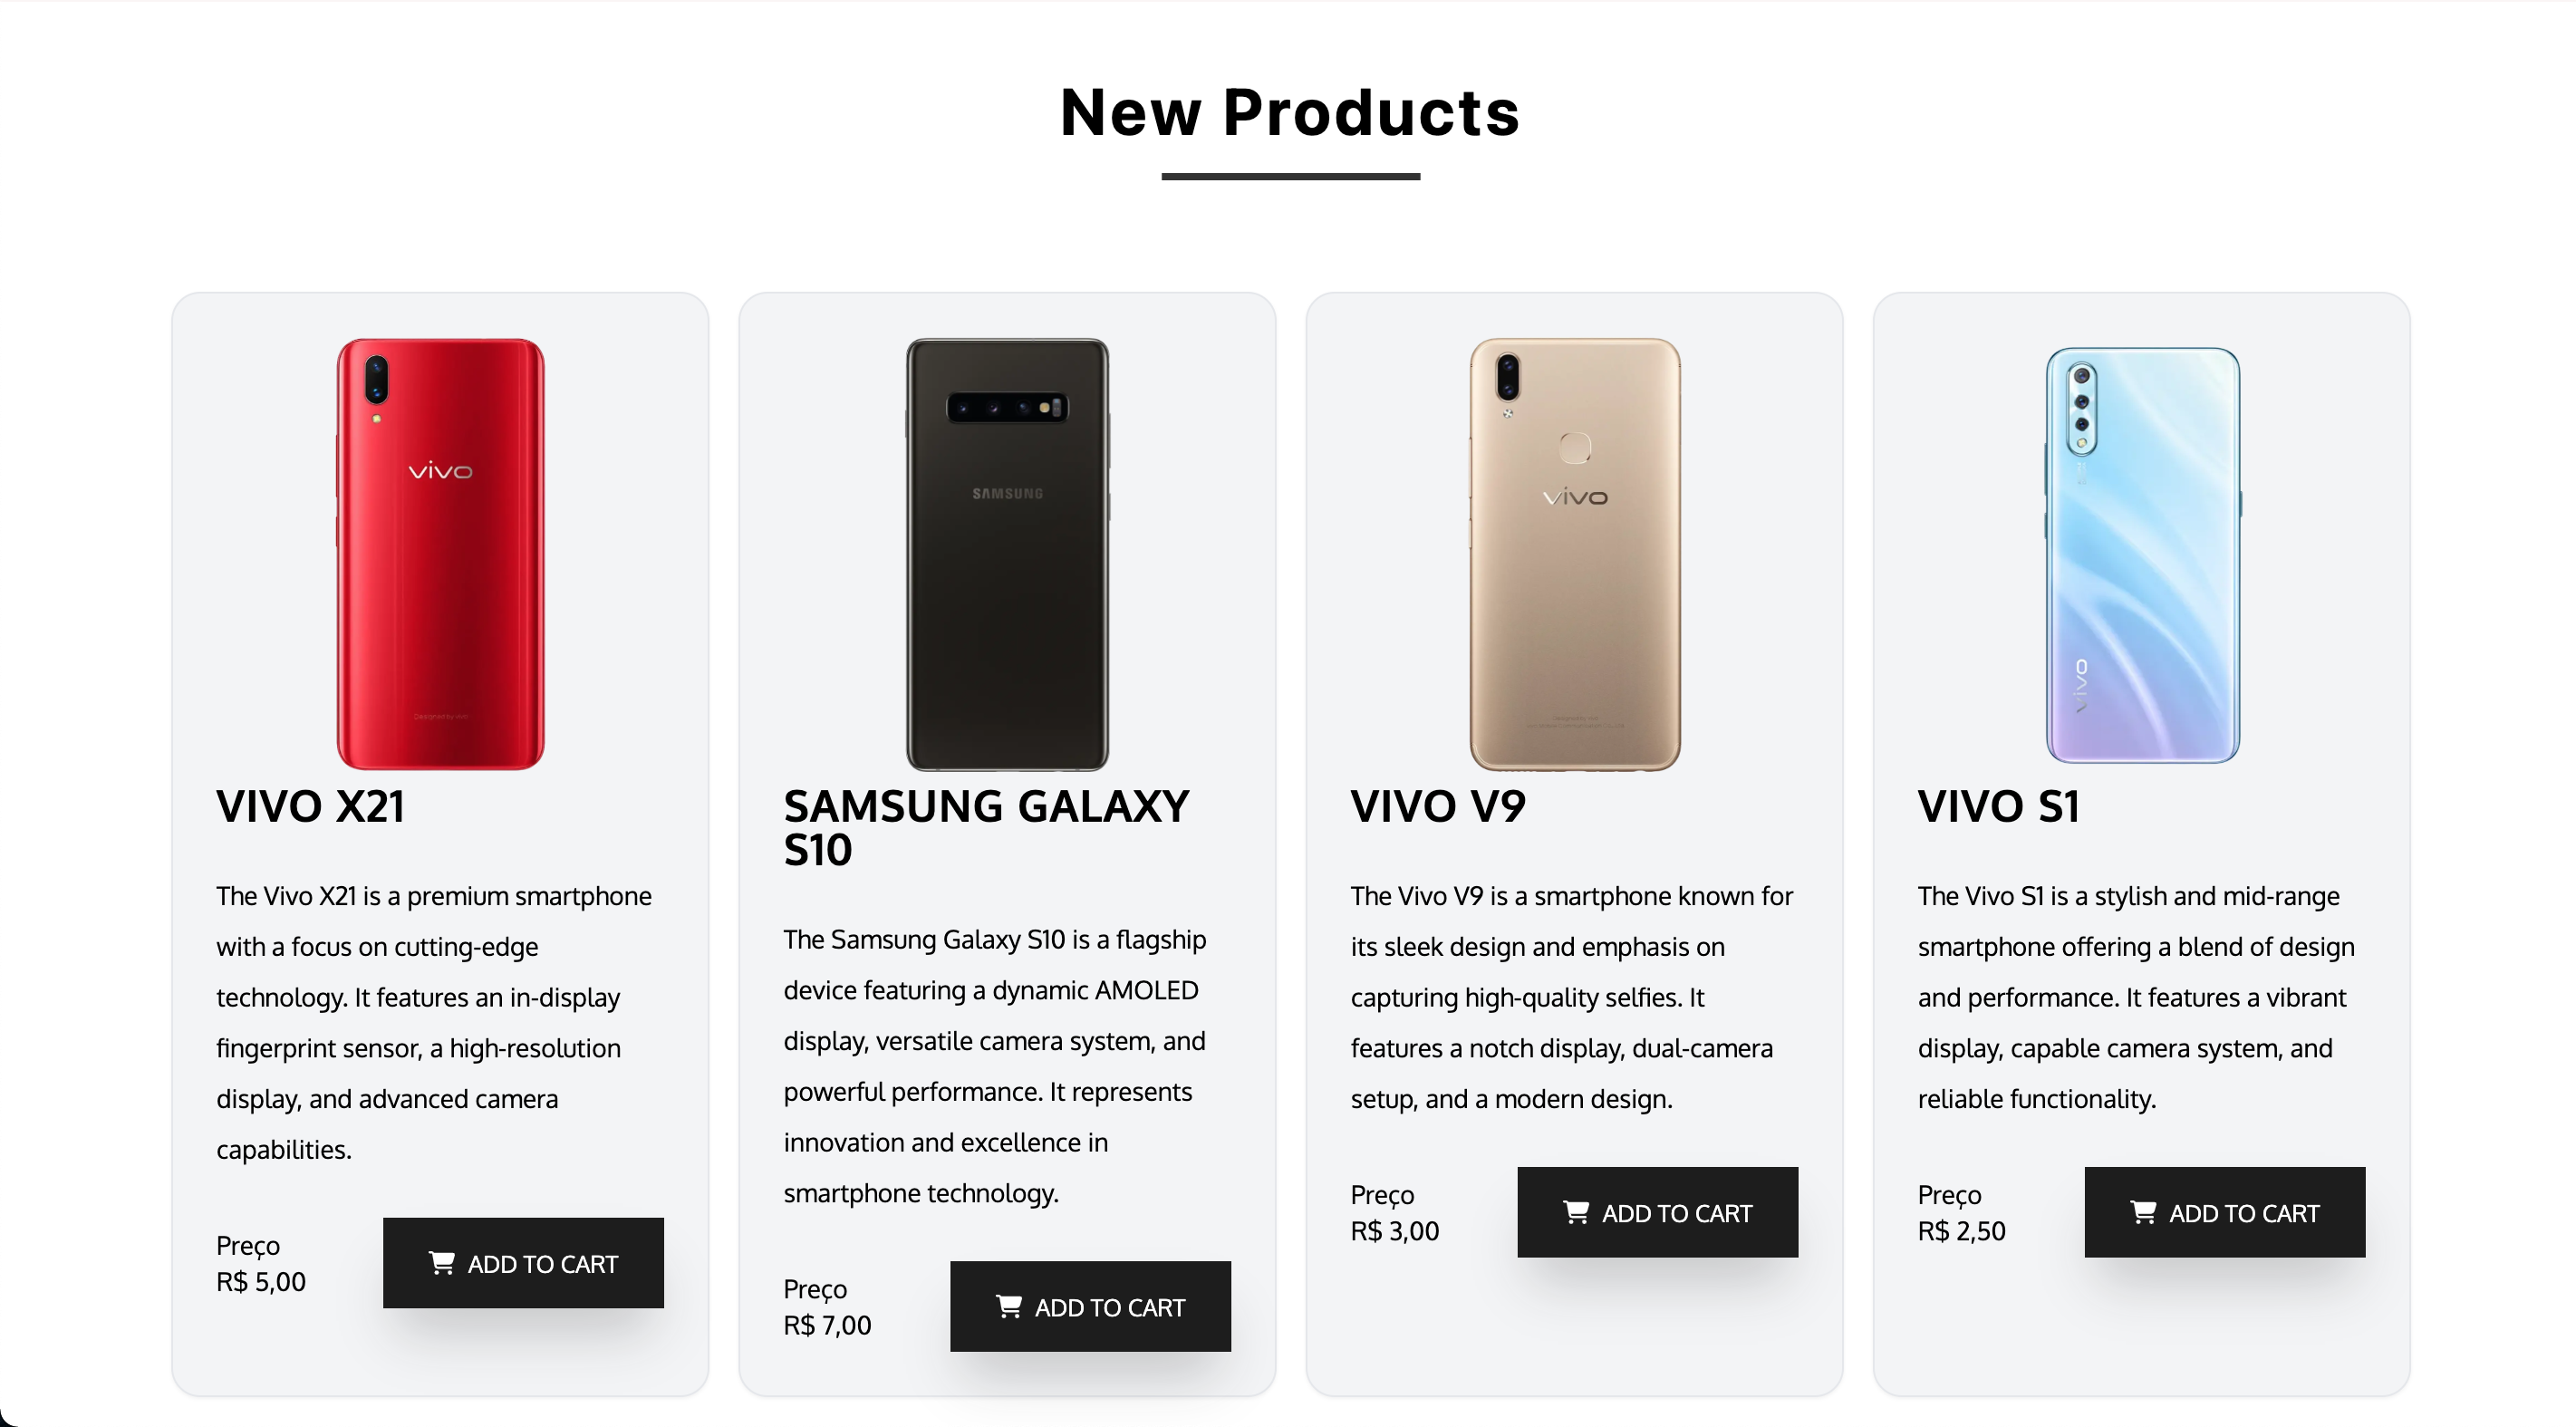 New Products
vivo
Designed by vivo
VIVO X21
The Vivo X21 is a premium smartphone
with a focus on cutting-edge
technology. It features an in-display
fingerprint sensor, a high-resolution
display, and advanced camera
capabilities.
Preço
R$ 5,00
ADD TO CART
SAMSUNG
SAMSUNG GALAXY
S10
The Samsung Galaxy S10 is a flagship
device featuring a dynamic AMOLED
display, versatile camera system, and
powerful performance. It represents
innovation and excellence in
smartphone technology.
Preço
R$ 7,00
ADD TO CART
vivo
VIVO V9
The Vivo V9 is a smartphone known for
its sleek design and emphasis on
capturing high-quality selfies. It
features a notch display, dual-camera
setup, and a modern design.
Preço
R$ 3,00
ADD TO CART
vivo
VIVO S1
The Vivo S1 is a stylish and mid-range
smartphone offering a blend of design
and performance. It features a vibrant
display, capable camera system, and
reliable functionality.
Preço
R$ 2,50
ADD TO CART